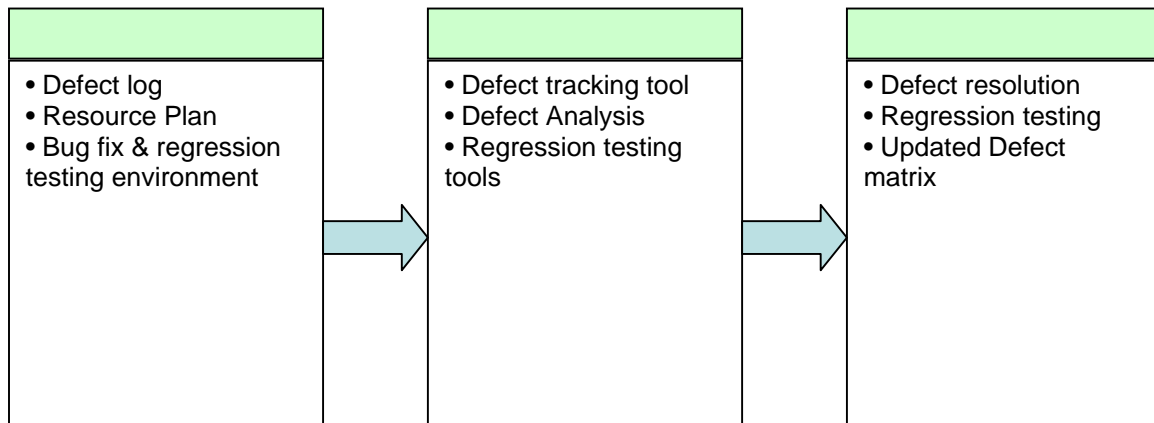 • Defect log
• Resource Plan
• Bug fix & regression
testing environment
• Defect tracking tool
• Defect Analysis
• Regression testing
tools
• Defect resolution
• Regression testing
• Updated Defect
matrix